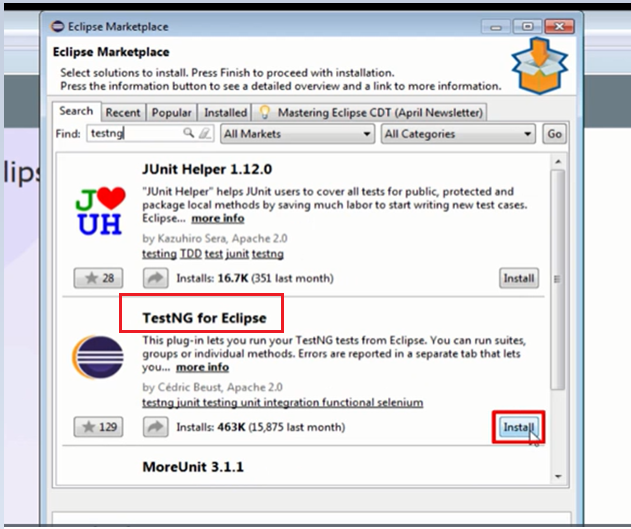 Eclipse Marketplace
Eclipse Marketplace
Select solutions to install. Press Finish to proceed with installation.
Press the information button to see a detailed overview and a link to more information.
Search Recent Popular Installed Mastering Eclipse CDT (April Newsletter)
Find: testng All Markets All Categories Go
JUnit Helper 1.12.0
"JUnit Helper" helps JUnit users to cover all tests for public, protected and
package local methods by saving much labor to start writing new test cases.
Eclipse... more info
by Kazuhiro Sera, Apache 2.0
testing TDD test junit testng
J UH
28 Installs: 16.7K (351 last month) Install
TestNG for Eclipse
This plug-in lets you run your TestNG tests from Eclipse. You can run suites,
groups or individual methods. Errors are reported in a separate tab that lets
you... more info
by Cédric Beust, Apache 2.0
testng junit testing unit integration functional selenium
129 Installs: 463K (15,875 last month) Install
MoreUnit 3.1.1
lips